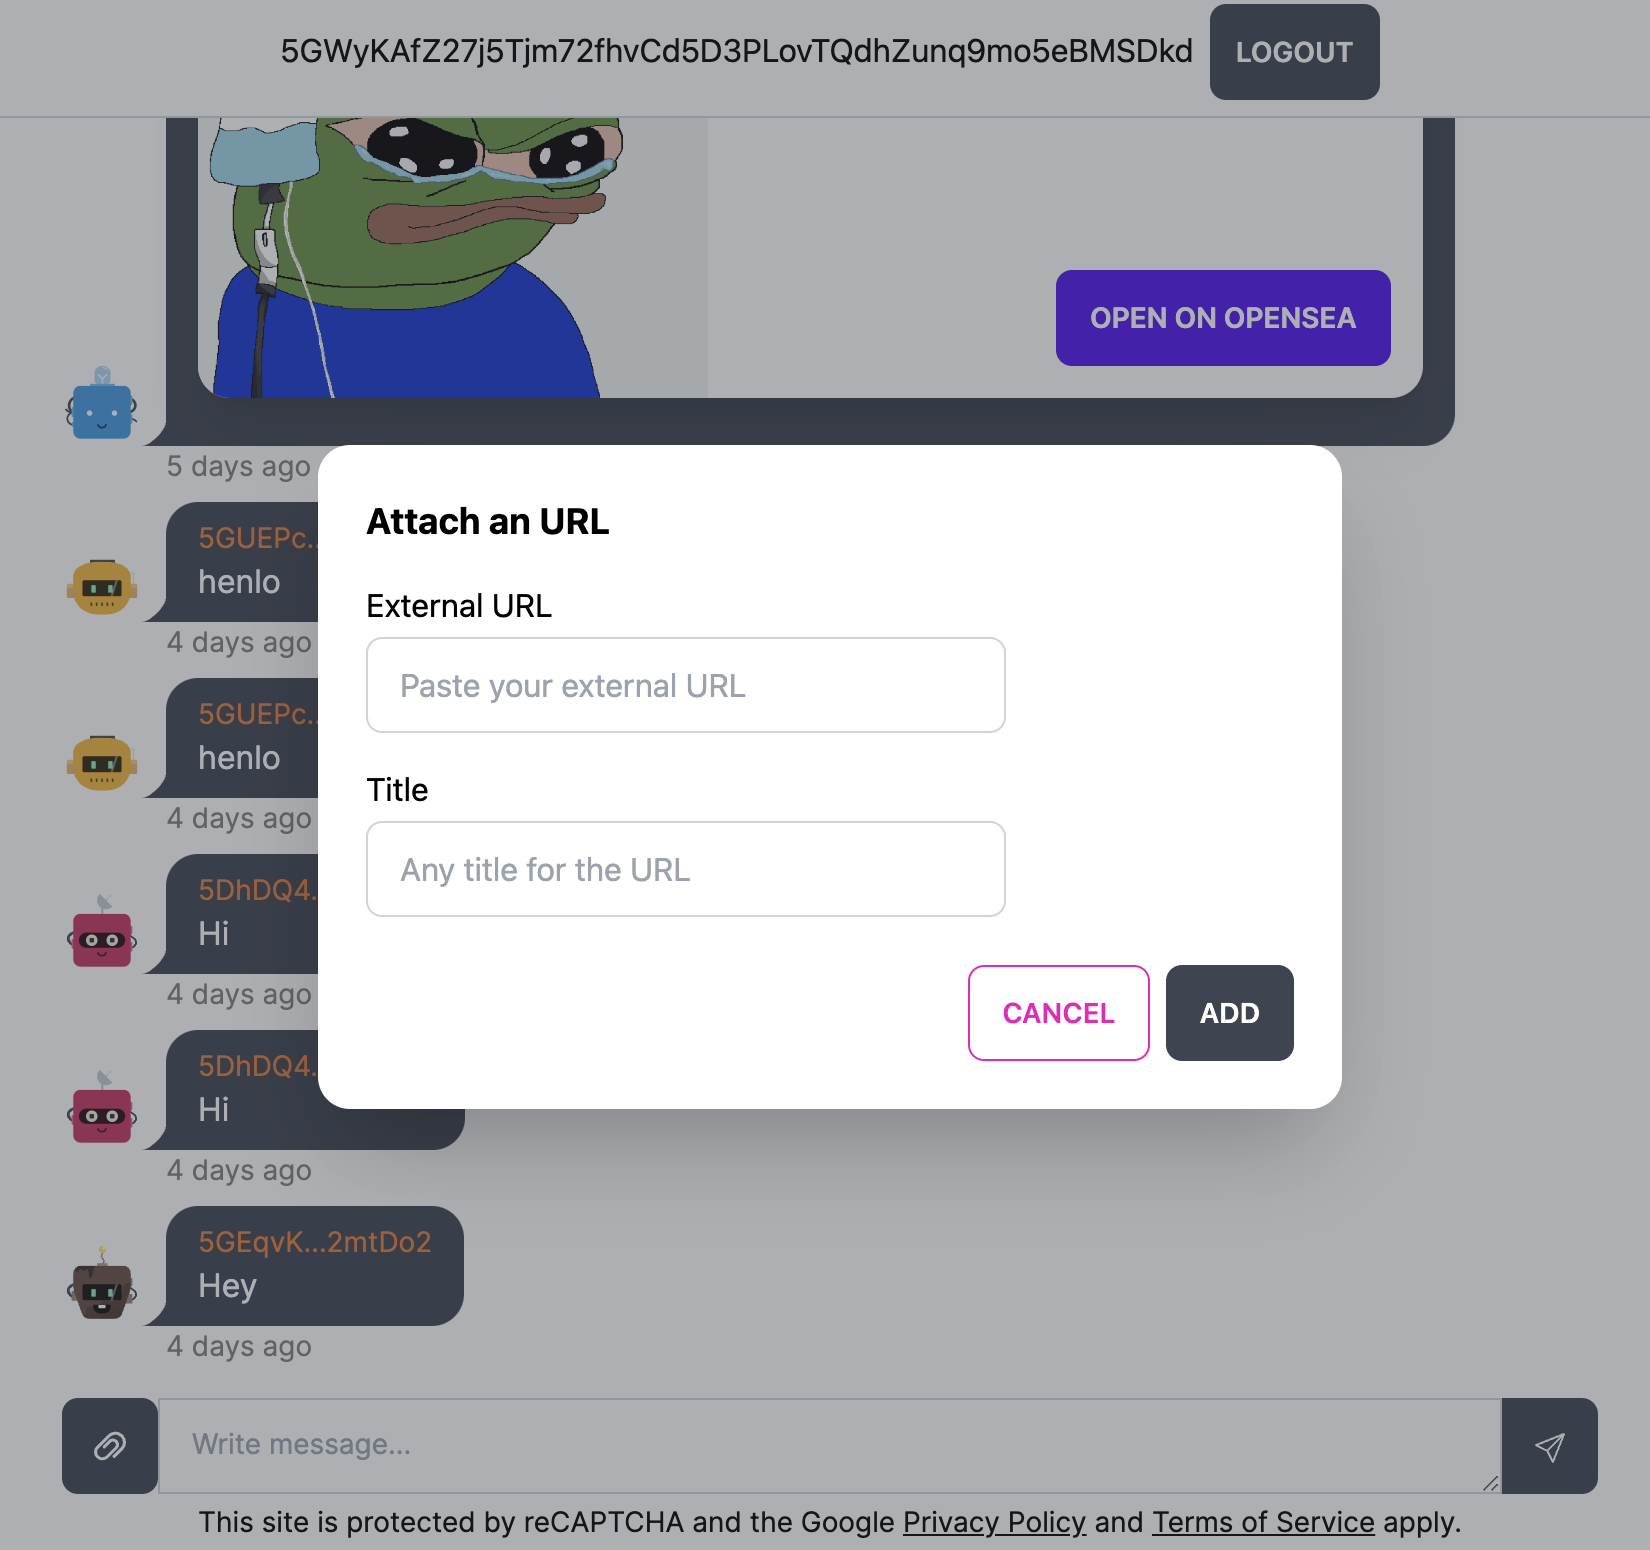 5GWyKAfZ27j5Tjm72fhvCd5D3PLovTQdhZunq9mo5eBMSDkd
LOGOUT
OPEN ON OPENSEA
5 days ago
5GUEPc..
henlo
4 days ago
5GUEPc..
henlo
4 days ago
5DhDQ4.
Hi
4 days ago
5DhDQ4.
Hi
4 days ago
5GEqvK...2mtDo2
Hey
4 days ago
Attach an URL
External URL
Paste your external URL
Title
Any title for the URL
CANCEL
ADD
Write message...
This site is protected by reCAPTCHA and the Google Privacy Policy and Terms of Service apply.